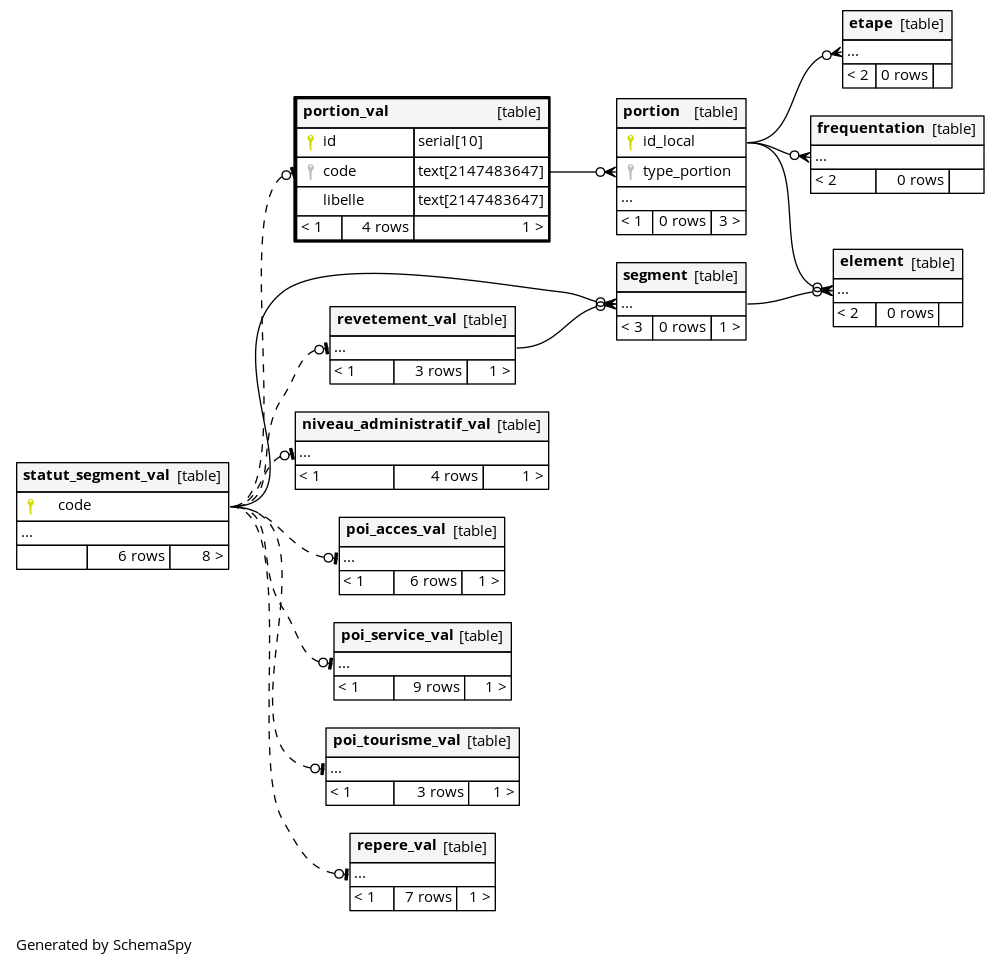 etape [table]
...
< 2 0 rows
portion_val [table]
id serial[10]
code text[2147483647]
libelle text[2147483647]
< 1 4 rows 1 >
portion [table]
id_local
type_portion
...
< 1 0 rows 3 >
frequentation [table]
...
< 2 0 rows
segment [table]
...
< 3 0 rows 1 >
element [table]
...
< 2 0 rows
revetement_val [table]
...
< 1 3 rows 1 >
niveau_administratif_val [table]
...
< 1 4 rows 1 >
statut_segment_val [table]
code
...
6 rows 8 >
poi_acces_val [table]
...
< 1 6 rows 1 >
poi_service_val [table]
...
< 1 9 rows 1 >
poi_tourisme_val [table]
...
< 1 3 rows 1 >
repere_val [table]
...
< 1 7 rows 1 >
Generated by SchemaSpy